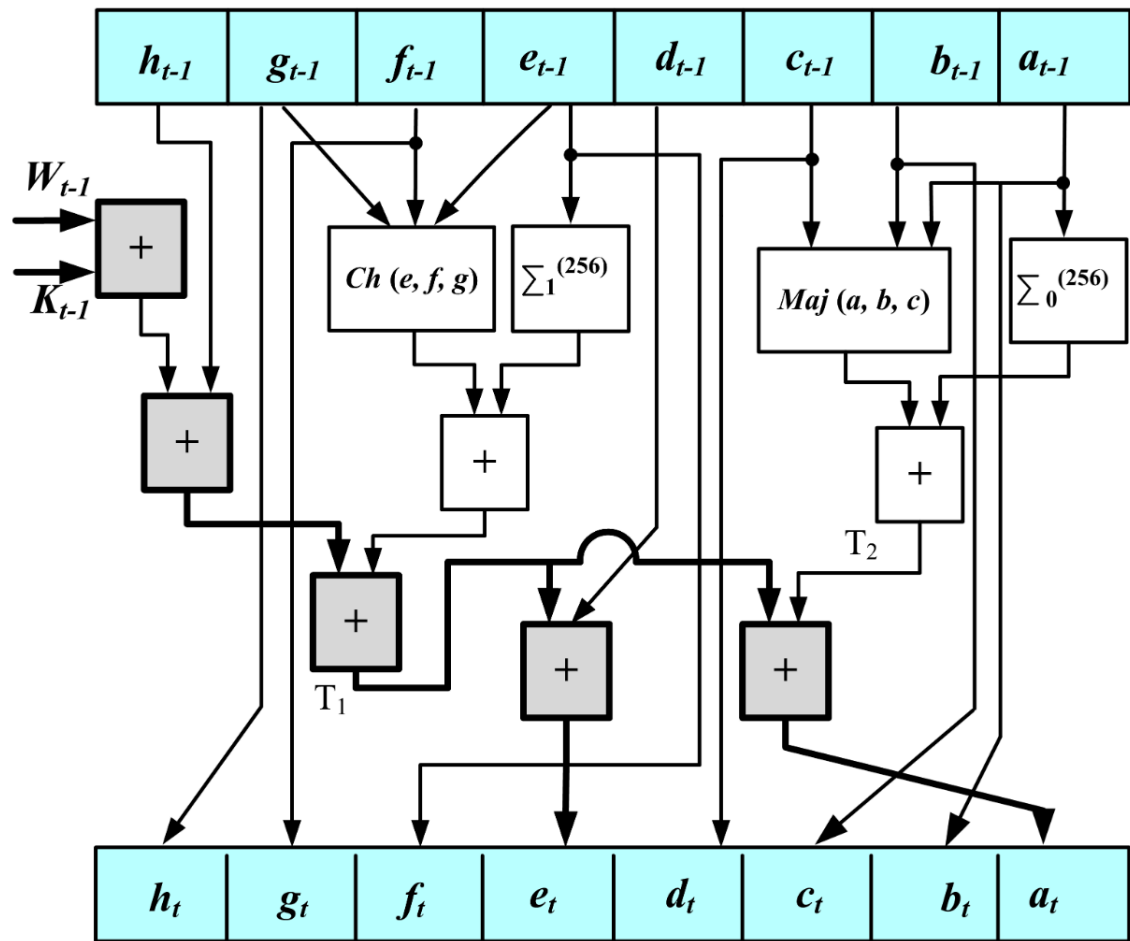 h_{t-1} g_{t-1} f_{t-1} e_{t-1} d_{t-1} c_{t-1} b_{t-1} a_{t-1}
W_{t-1}
+
K_{t-1}
Ch (e, f, g)
∑_1^{(256)}
Maj (a, b, c)
∑_0^{(256)}
+
+
+
T_2
+
+
+
T_1
h_t g_t f_t e_t d_t c_t b_t a_t